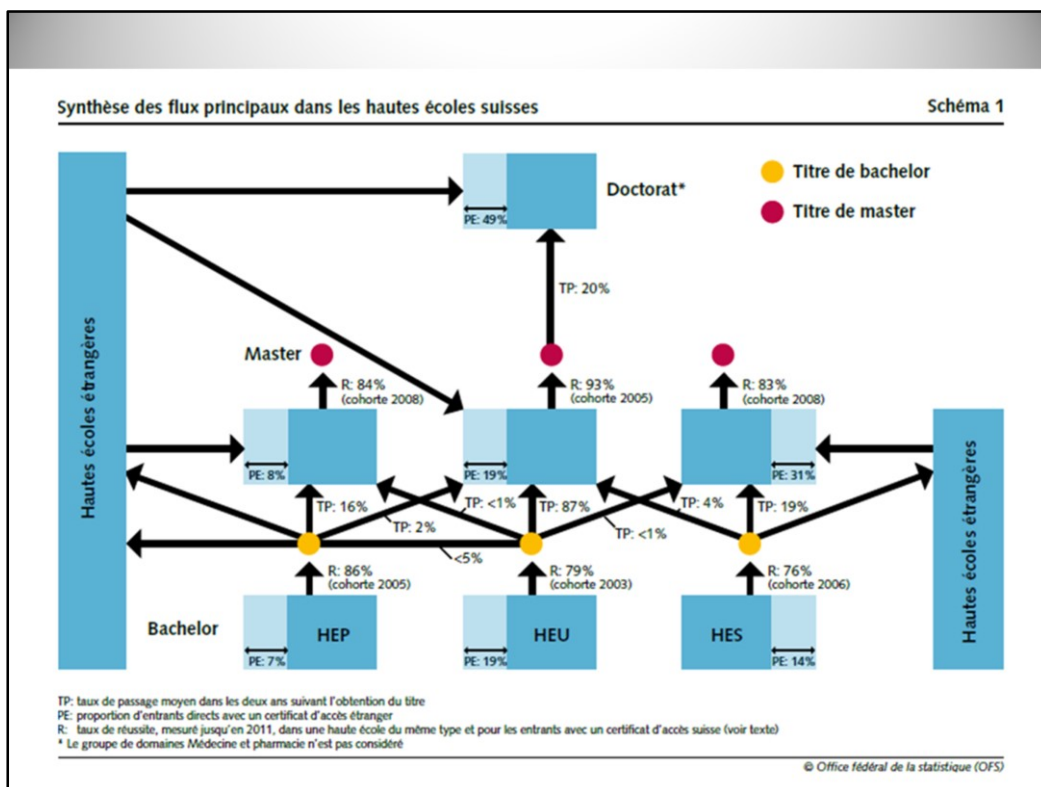 Synthèse des flux principaux dans les hautes écoles suisses
Schéma 1
Hautes écoles étrangères
PE: 49%
Doctorat*
Titre de bachelor
Titre de master
TP: 20%
Master
R: 84%
(cohorte 2008)
R: 93%
(cohorte 2005)
R: 83%
(cohorte 2008)
PE: 8%
PE: 19%
PE: 31%
Hautes écoles étrangères
TP: 16%
TP: 2%
TP: <1%
TP: 87%
TP: <1%
TP: 4%
TP: 19%
<5%
R: 86%
(cohorte 2005)
R: 79%
(cohorte 2003)
R: 76%
(cohorte 2006)
Bachelor
HEP
HEU
HES
PE: 7%
PE: 19%
PE: 14%
TP: taux de passage moyen dans les deux ans suivant l'obtention du titre
PE: proportion d'entrants directs avec un certificat d'accès étranger
R: taux de réussite, mesuré jusqu'en 2011, dans une haute école du même type et pour les entrants avec un certificat d'accès suisse (voir texte)
* Le groupe de domaines Médecine et pharmacie n'est pas considéré
© Office fédéral de la statistique (OFS)